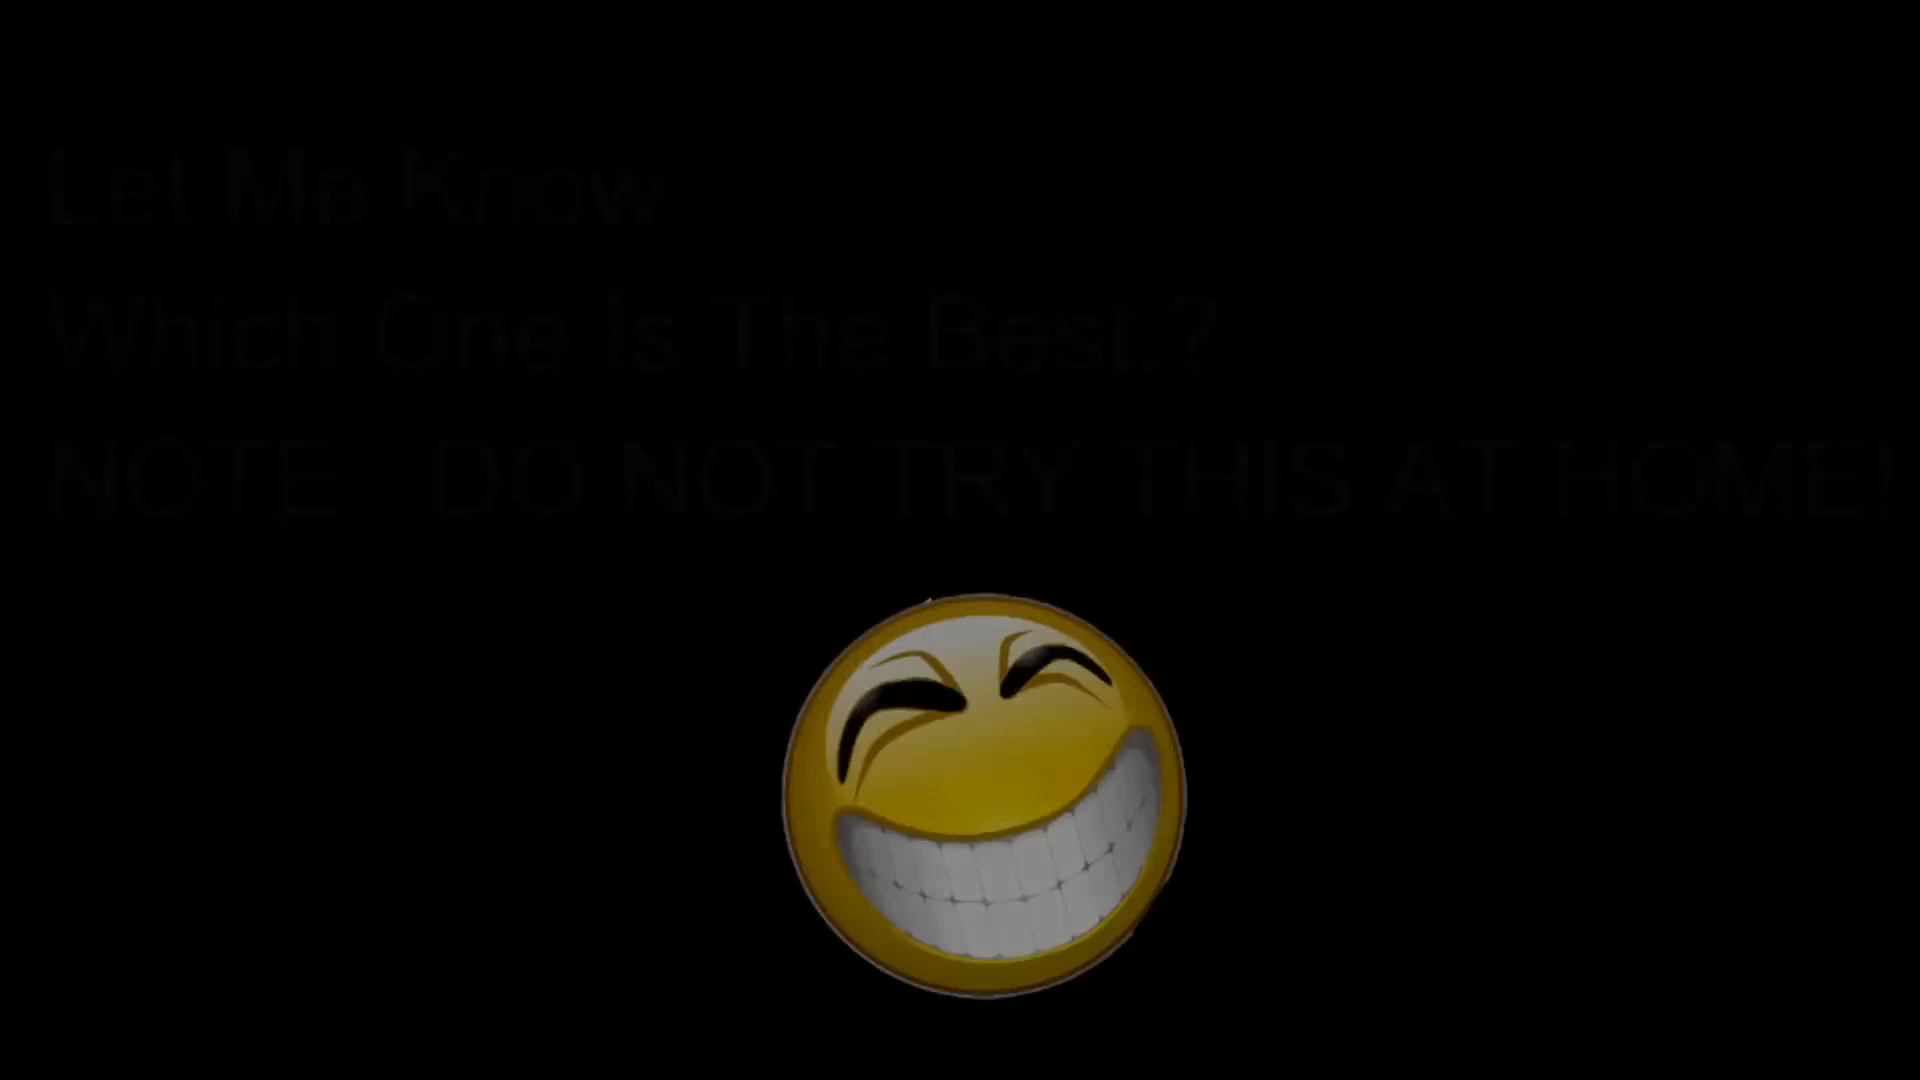 Let Me Know
Which One Is The Best.?
NOTE DO NOT TRY THIS AT HOME!